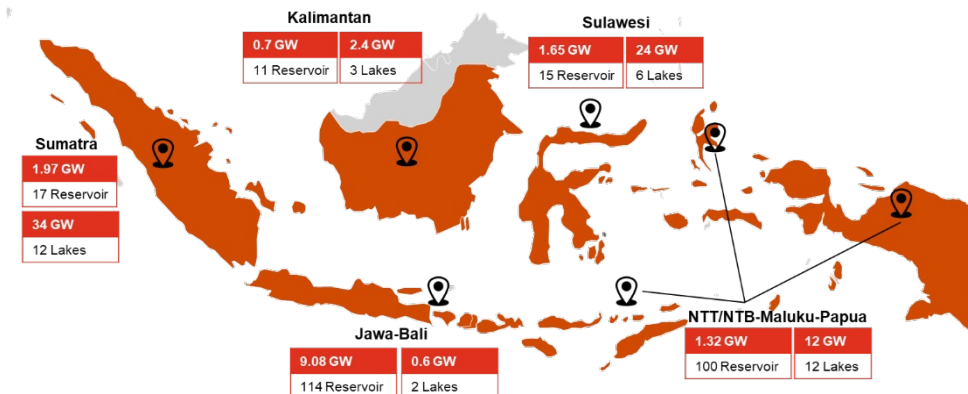 Kalimantan
0.7 GW 2.4 GW
11 Reservoir 3 Lakes
Sulawesi
1.65 GW 24 GW
15 Reservoir 6 Lakes
Sumatra
1.97 GW
17 Reservoir
34 GW
12 Lakes
Jawa-Bali
9.08 GW 0.6 GW
114 Reservoir 2 Lakes
NTT/NTB-Maluku-Papua
1.32 GW 12 GW
100 Reservoir 12 Lakes